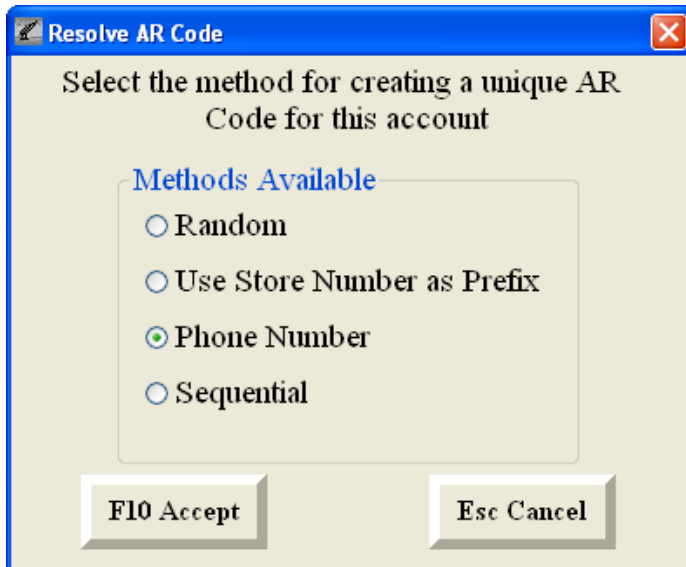 Resolve AR Code
Select the method for creating a unique AR
Code for this account
Methods Available
Random
Use Store Number as Prefix
Phone Number
Sequential
F10 Accept
Esc Cancel